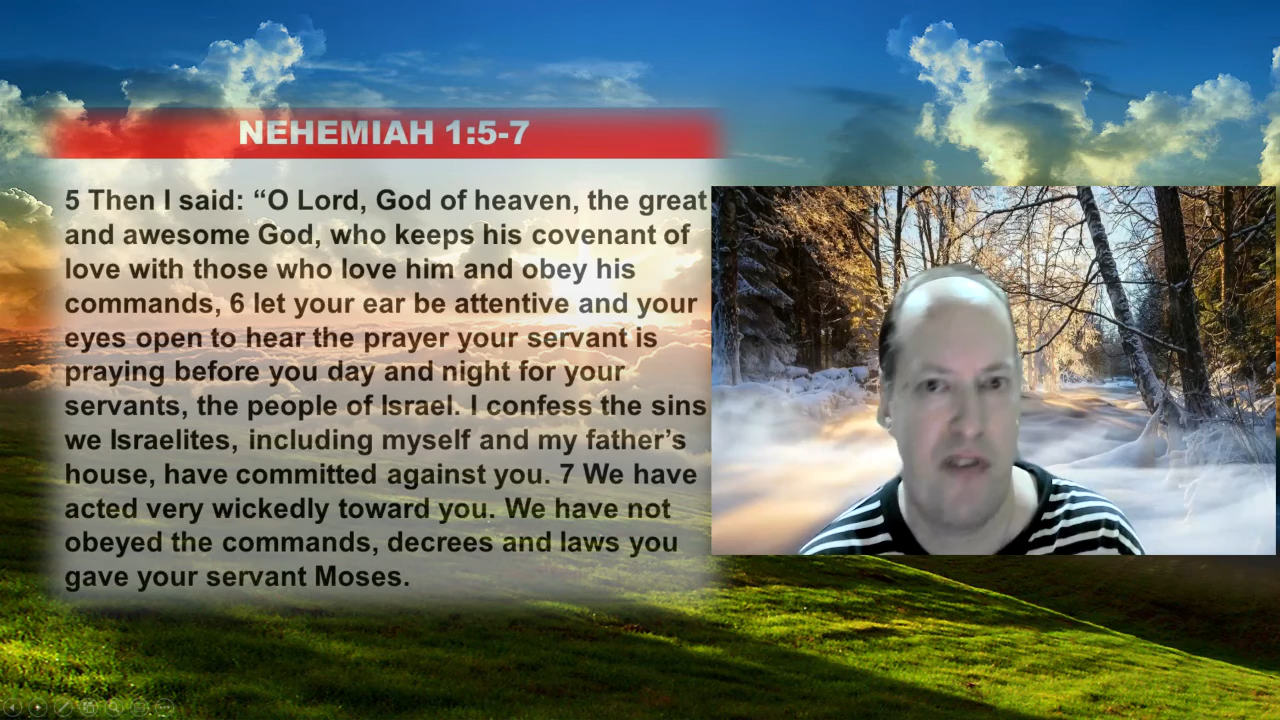 NEHEMIAH 1:5-7
5 Then I said: “O Lord, God of heaven, the great
and awesome God, who keeps his covenant of
love with those who love him and obey his
commands, 6 let your ear be attentive and your
eyes open to hear the prayer your servant is
praying before you day and night for your
servants, the people of Israel. I confess the sins
we Israelites, including myself and my father’s
house, have committed against you. 7 We have
acted very wickedly toward you. We have not
obeyed the commands, decrees and laws you
gave your servant Moses.